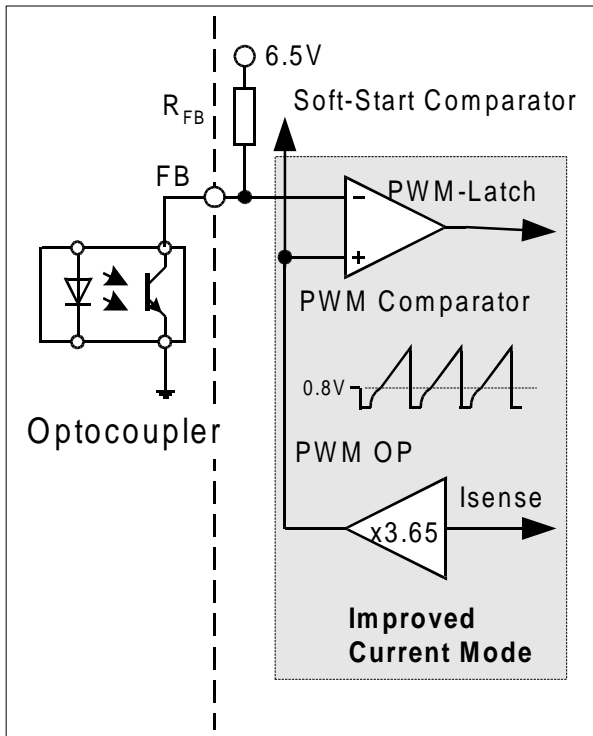 6.5V
Soft-Start Comparator
RFB
FB
PWM-Latch
−
+
PWM Comparator
0.8V
Optocoupler
PWM OP
Isense
x3.65
Improved
Current Mode